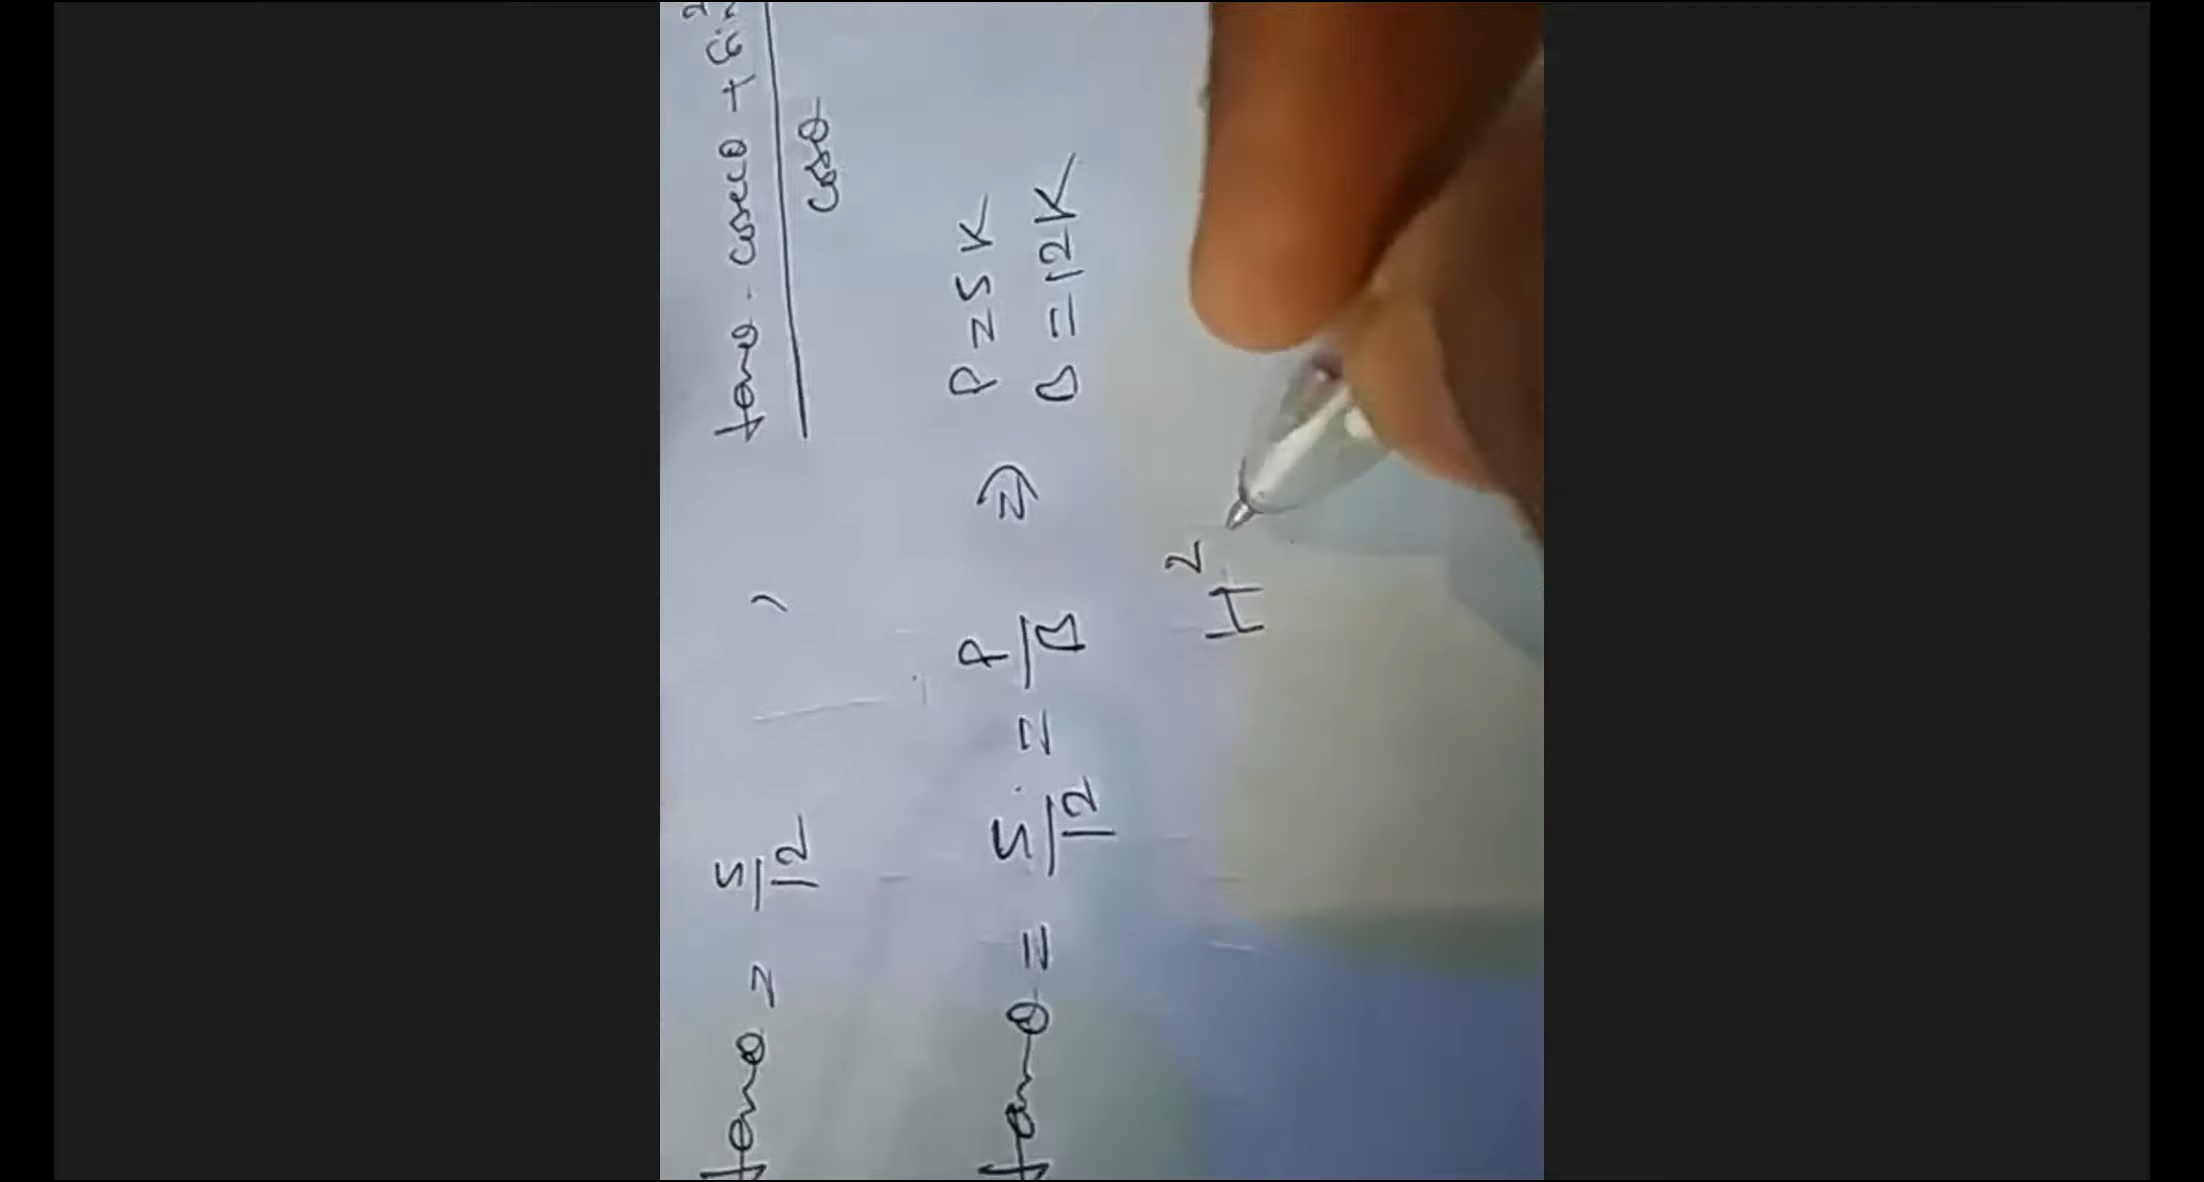 tanθ = 5/12 , tanθ · cosecθ + sin² / cosθ
tanθ = 5/12 = P/B ⇒ P = 5K
B = 12K
H²